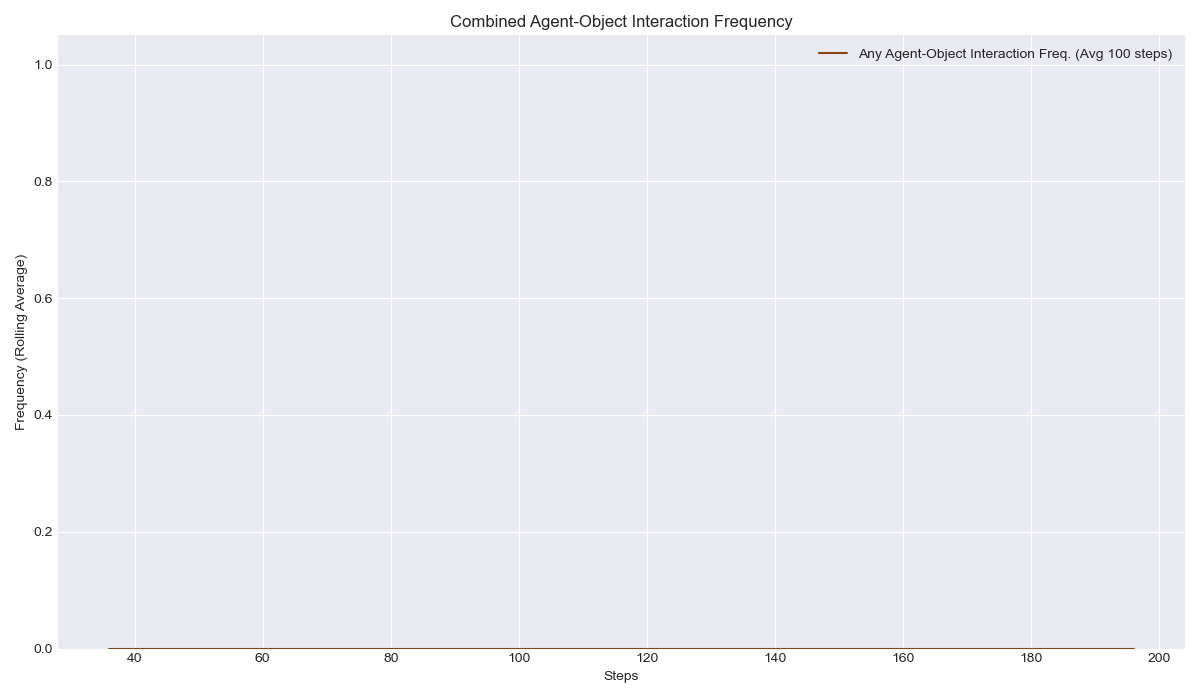 Combined Agent-Object Interaction Frequency
Any Agent-Object Interaction Freq. (Avg 100 steps)
Frequency (Rolling Average)
1.0
0.8
0.6
0.4
0.2
0.0
40 60 80 100 120 140 160 180 200
Steps